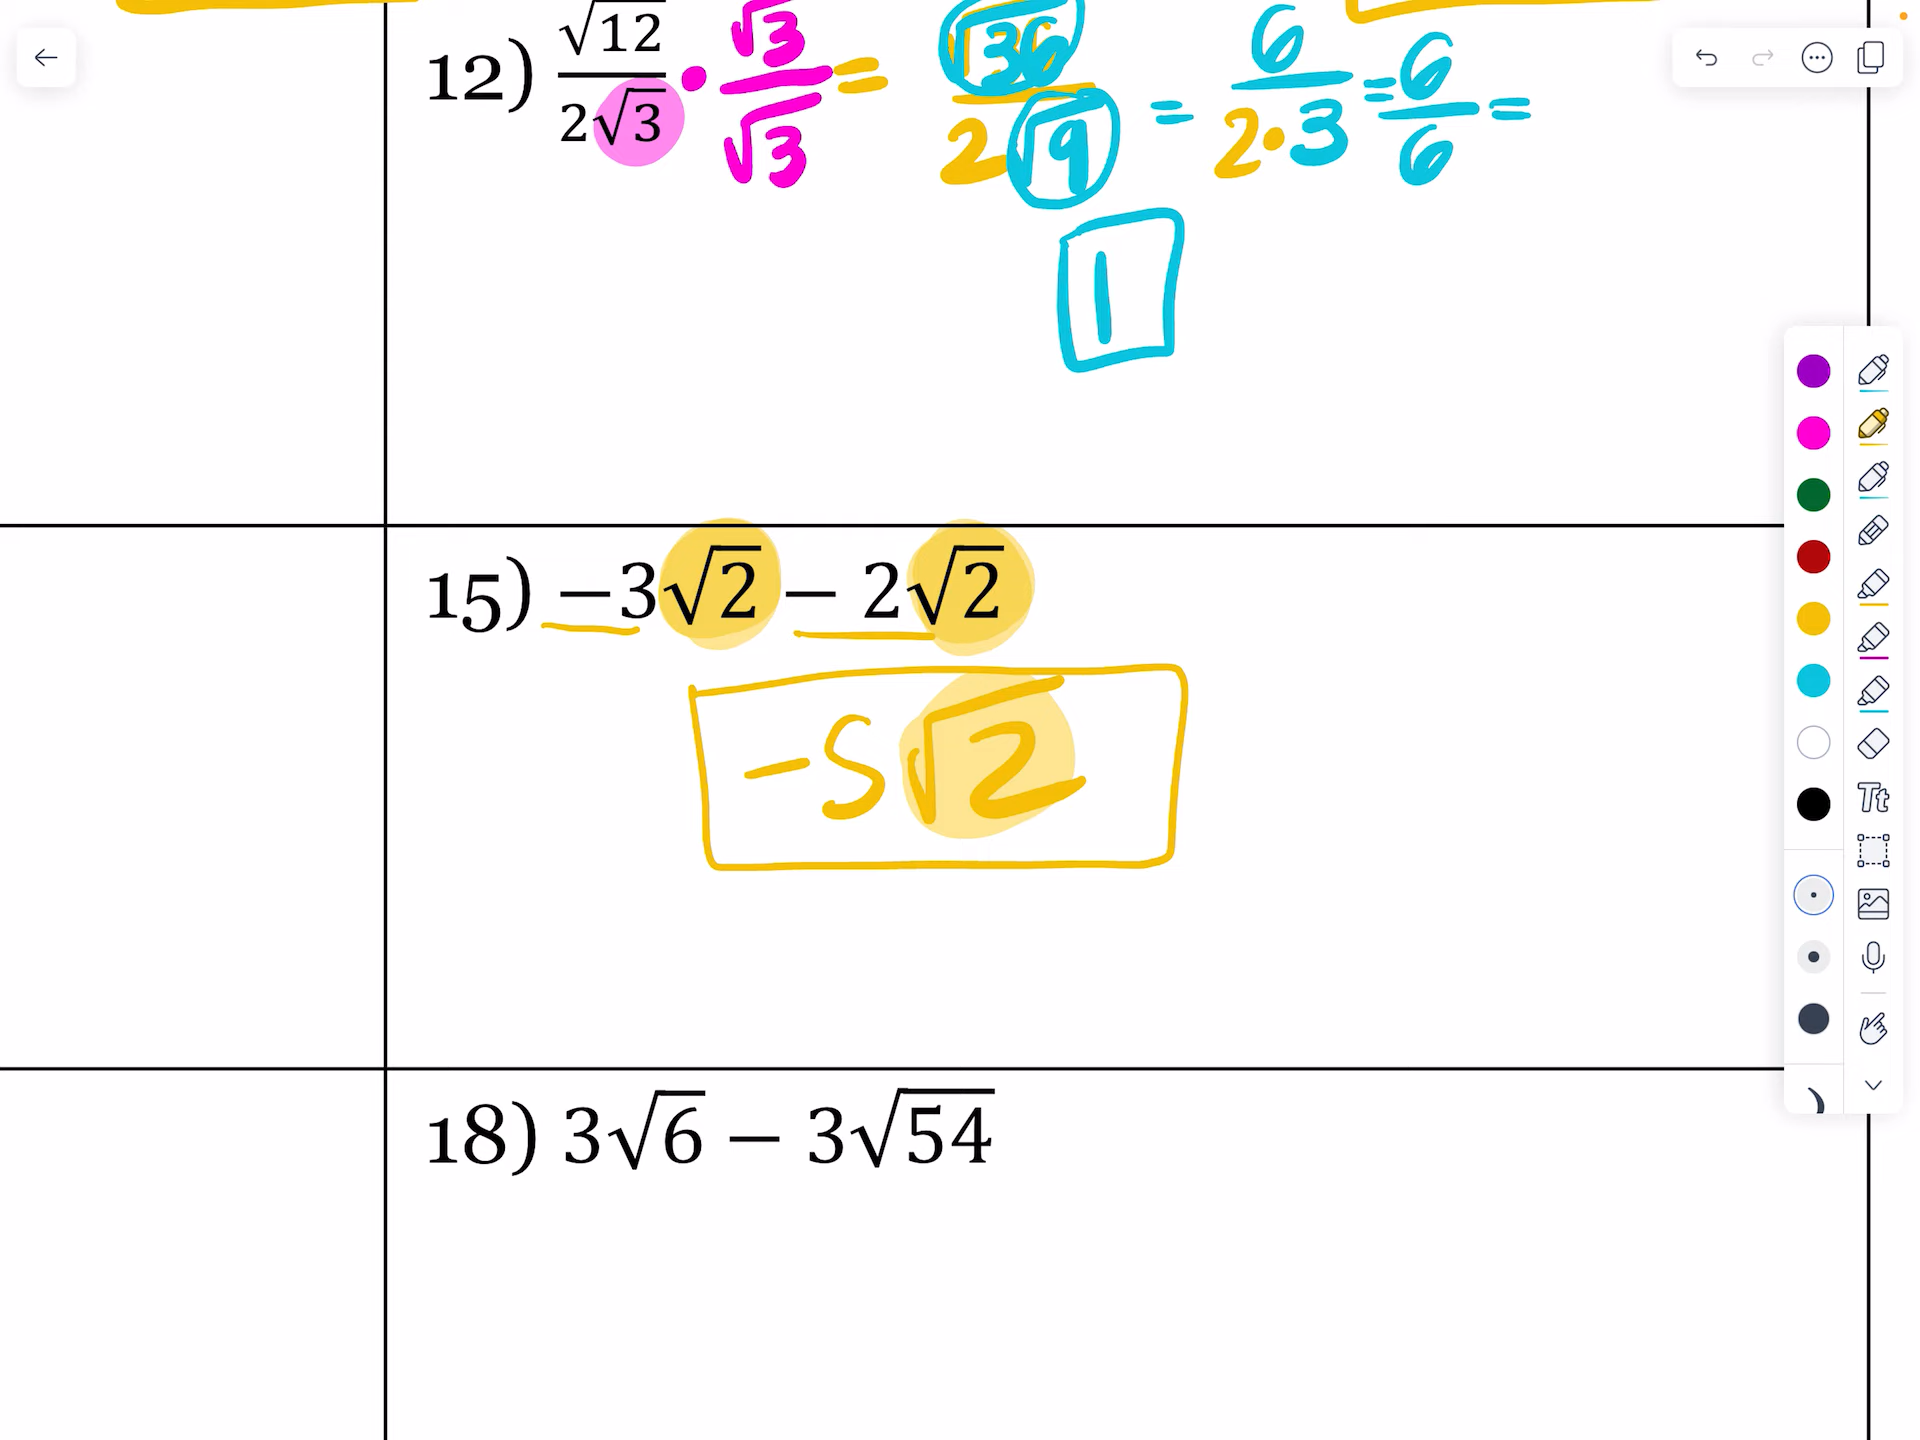 12) √12/2√3 • √3/√3 = √36/2√9 = 6/2•3 = 6/6 =
1
15) −3√2 − 2√2
-5√2
18) 3√6 − 3√54
Tt